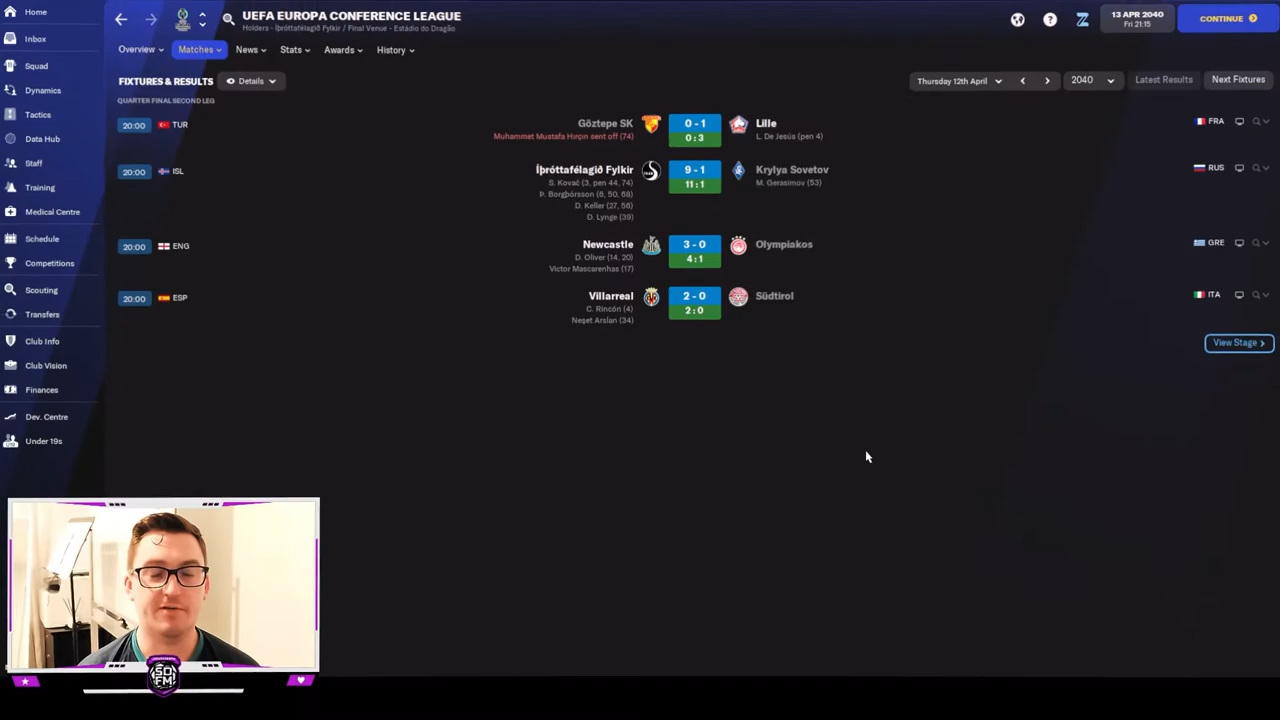 Home
UEFA EUROPA CONFERENCE LEAGUE
Holders - Íþróttafélagið Fylkir / Final Venue - Estádio do Dragão
13 APR 2040
Fri 21:15
CONTINUE
Inbox
Overview
Matches
News
Stats
Awards
History
Squad
Dynamics
Tactics
Data Hub
Staff
Training
Medical Centre
Schedule
Competitions
Scouting
Transfers
Club Info
Club Vision
Finances
Dev. Centre
Under 19s
FIXTURES & RESULTS
Details
Thursday 12th April
2040
Latest Results
Next Fixtures
QUARTER FINAL SECOND LEG
20:00 TUR Göztepe SK 0 - 1 Lille FRA
Muhammet Mustafa Hırçın sent off (74) 0 : 3 L. De Jesús (pen 4)
20:00 ISL Íþróttafélagið Fylkir 9 - 1 Krylya Sovetov RUS
S. Kovač (3, pen 44, 74) 11 : 1 M. Gerasimov (53)
Þ. Borgþórsson (6, 50, 68)
D. Keller (27, 56)
D. Lynge (39)
20:00 ENG Newcastle 3 - 0 Olympiakos GRE
D. Oliver (14, 20) 4 : 1
Victor Mascarenhas (17)
20:00 ESP Villarreal 2 - 0 Südtirol ITA
C. Rincón (4) 2 : 0
Neşet Arslan (34)
View Stage
SD
FM